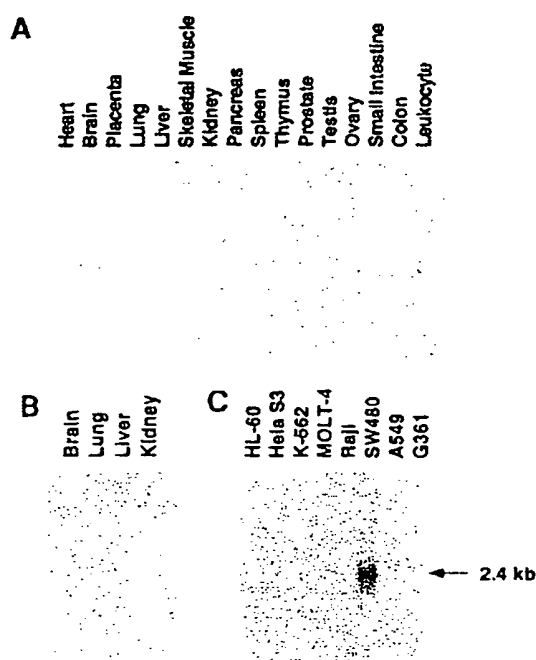 A
Heart
Brain
Placenta
Lung
Liver
Skeletal Muscle
Kidney
Pancreas
Spleen
Thymus
Prostate
Testis
Ovary
Small Intestine
Colon
Leukocyte
B
Brain
Lung
Liver
Kidney
C
HL-60
Hela S3
K-562
MOLT-4
Raji
SW480
A549
G361
2.4 kb